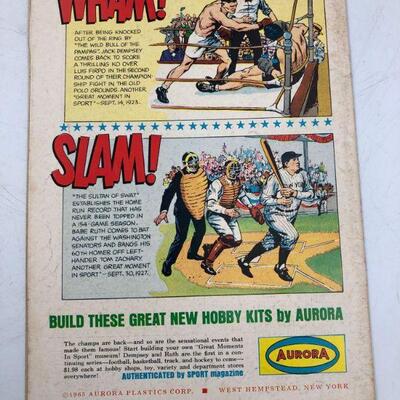 WHAM!
AFTER BEING KNOCKED
OUT OF THE RING BY
"THE WILD BULL OF THE
PAMPAS", JACK DEMPSEY
COMES BACK TO SCORE
A THRILLING KO OVER
LUIS FIRPO IN THE
SECOND ROUND OF THEIR CHAMPION-
SHIP FIGHT IN THE OLD
POLO GROUNDS. ANOTHER
"GREAT MOMENT IN
SPORT"—SEPT. 14, 1923.
SLAM!
"THE SULTAN OF SWAT"
ESTABLISHES THE HOME
RUN RECORD THAT HAS
NEVER BEEN TOPPED IN
A 154-GAME SEASON.
BABE RUTH COMES TO BAT
AGAINST THE WASHINGTON
SENATORS AND BANGS HIS
60TH HOMER OFF LEFT-
HANDER TOM ZACHARY.
ANOTHER GREAT MOMENT
IN SPORT"—SEPT. 30, 1927.
BUILD THESE GREAT NEW HOBBY KITS by AURORA
The champs are back—and so are the sensational events that
made them famous! Start building your own "Great Moments
In Sport" museum! Dempsey and Ruth are the first in a con-
tinuing series—football, basketball, track, and hockey to come—
$1.98 each at hobby shops, toy, variety and department stores
everywhere!
AUTHENTICATED by SPORT magazine
AURORA
©1965 AURORA PLASTICS CORP. • WEST HEMPSTEAD, NEW YORK